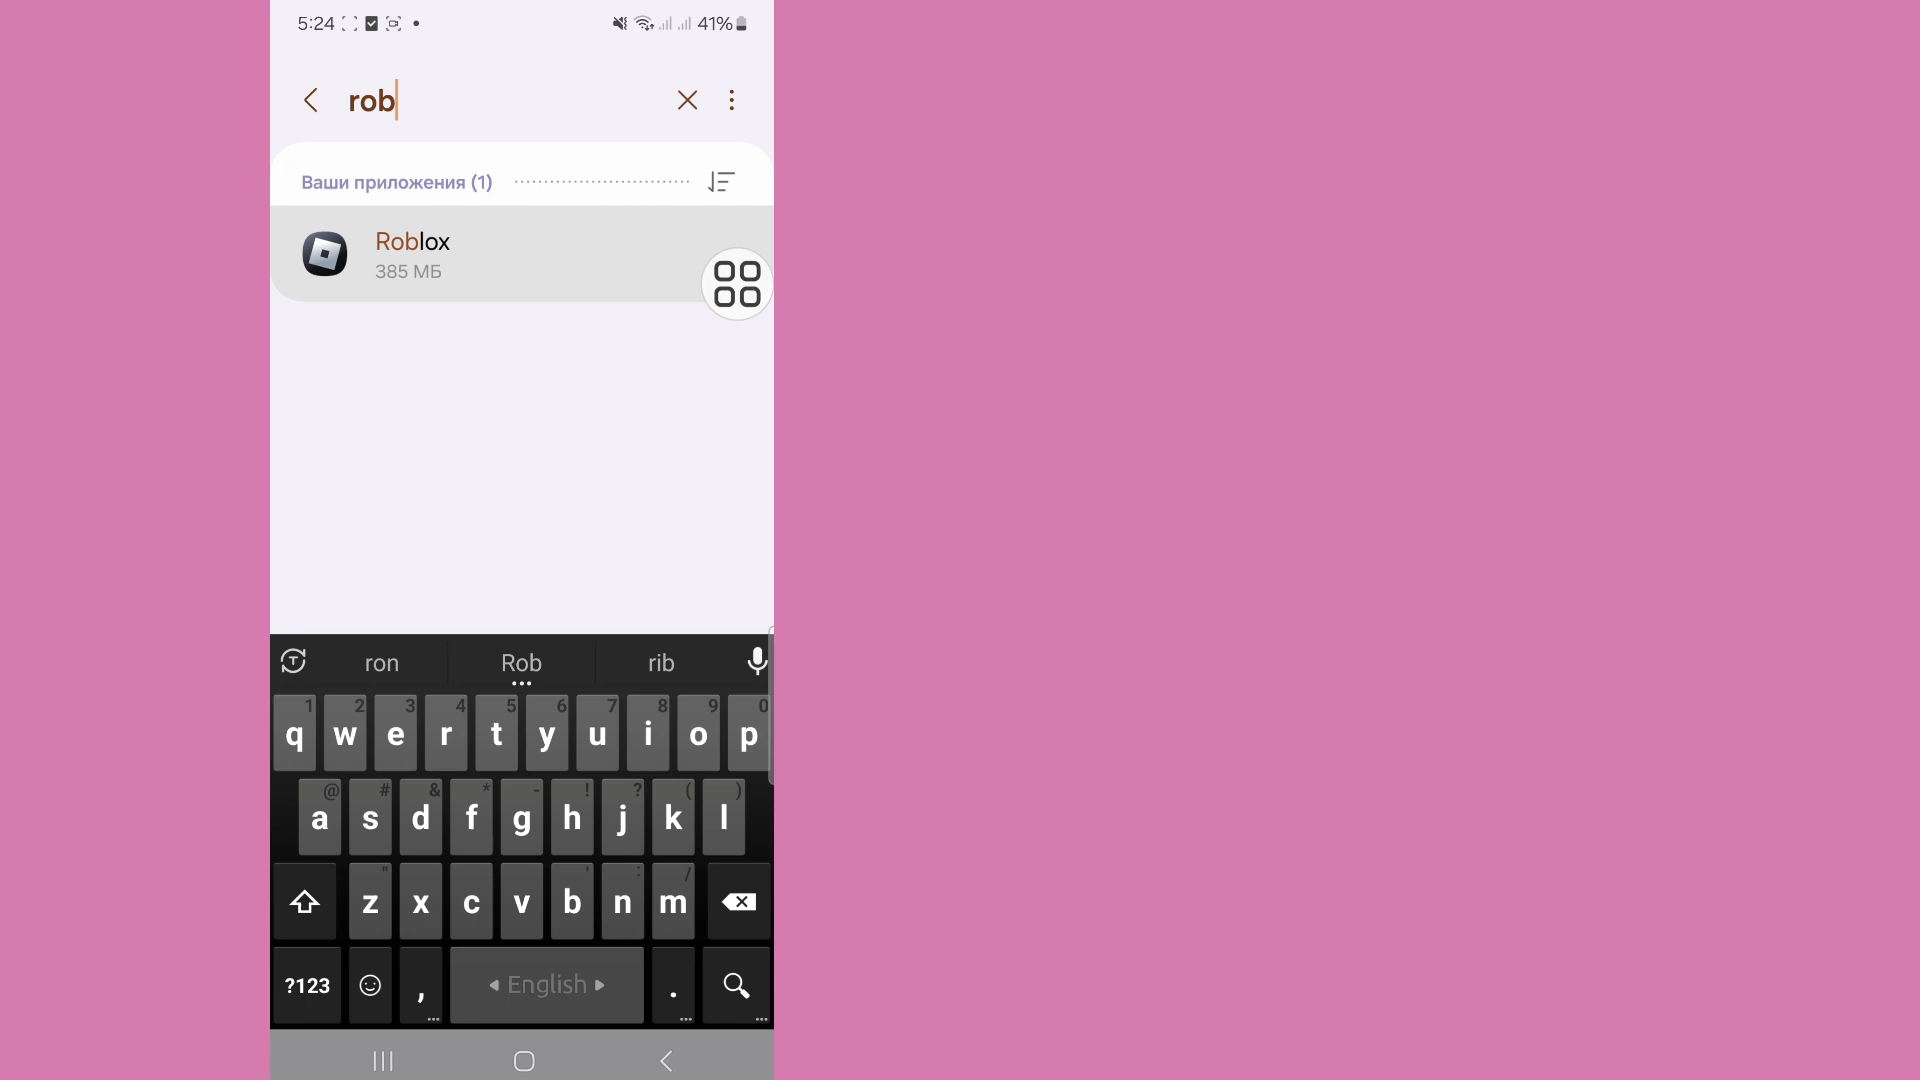 5:24 41%
rob
Ваши приложения (1)
Roblox
385 МБ
ron Rob rib
1 2 3 4 5 6 7 8 9 0
q w e r t y u i o p
@ # & * - ! ? ( )
a s d f g h j k l
" ' : /
z x c v b n m
?123 , English .